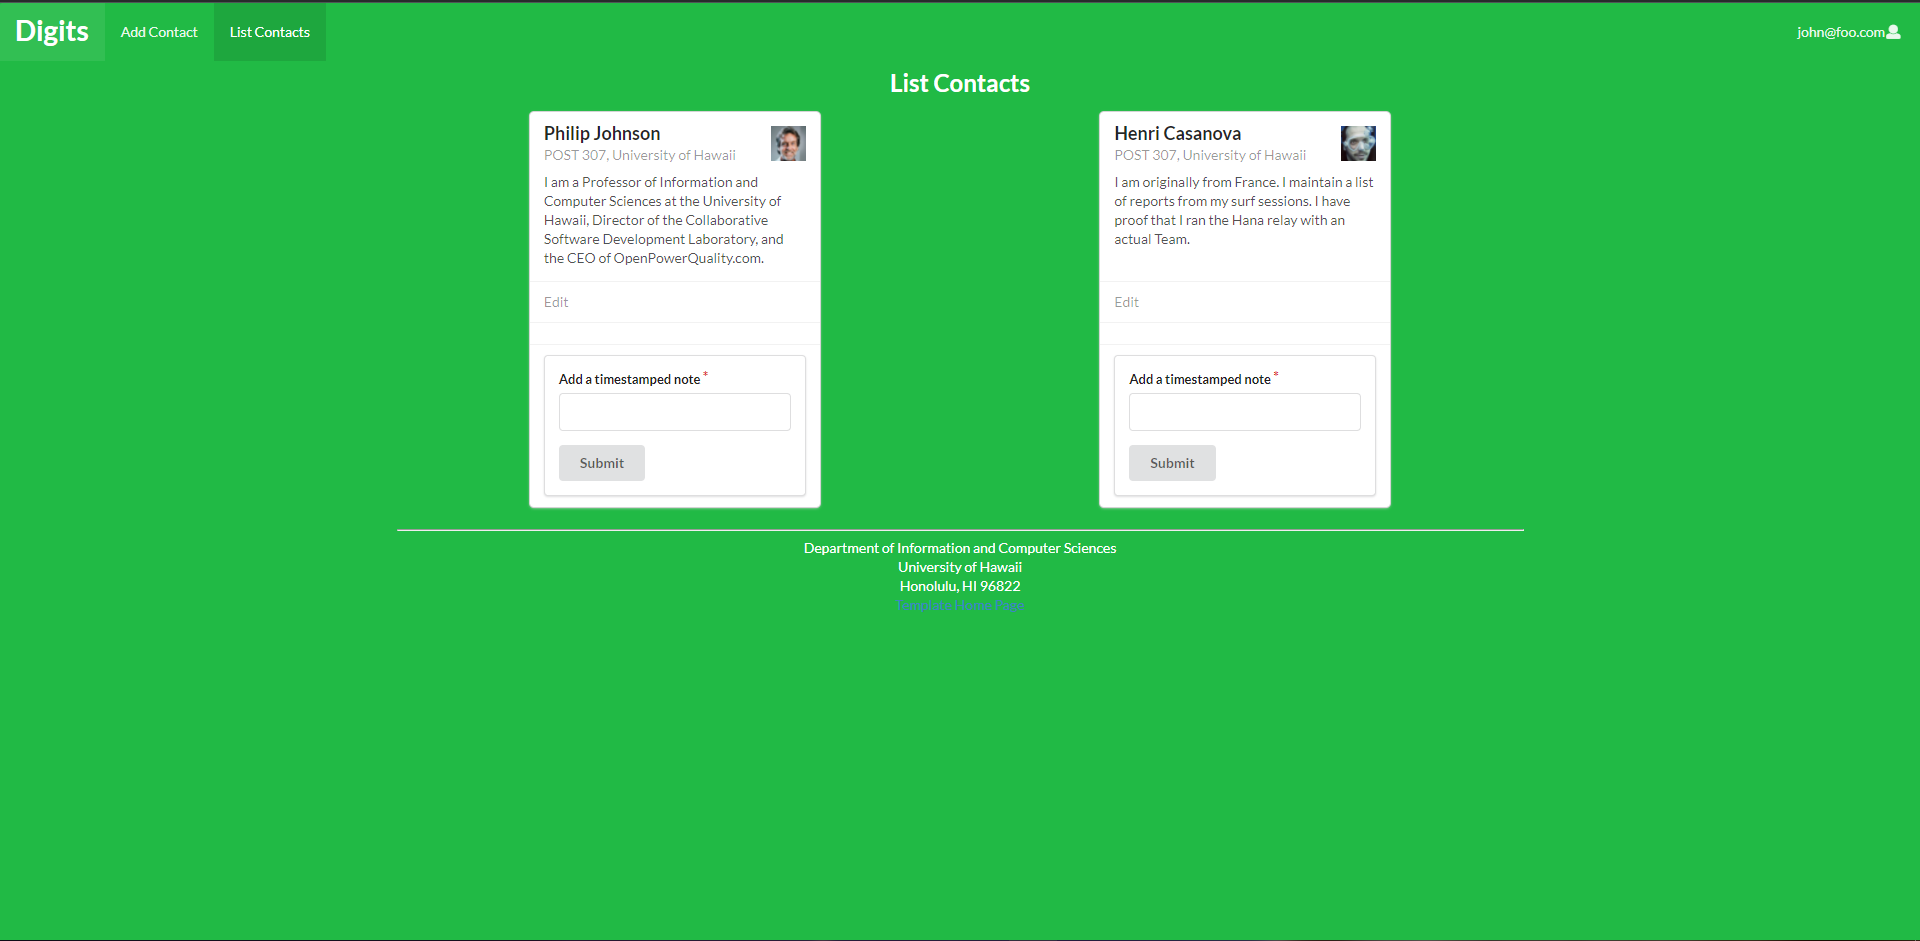 Digits
Add Contact
List Contacts
john@foo.com
List Contacts
Philip Johnson
POST 307, University of Hawaii
I am a Professor of Information and
Computer Sciences at the University of
Hawaii, Director of the Collaborative
Software Development Laboratory, and
the CEO of OpenPowerQuality.com.
Edit
Add a timestamped note *
Submit
Henri Casanova
POST 307, University of Hawaii
I am originally from France. I maintain a list
of reports from my surf sessions. I have
proof that I ran the Hana relay with an
actual Team.
Edit
Add a timestamped note *
Submit
Department of Information and Computer Sciences
University of Hawaii
Honolulu, HI 96822
Template Home Page